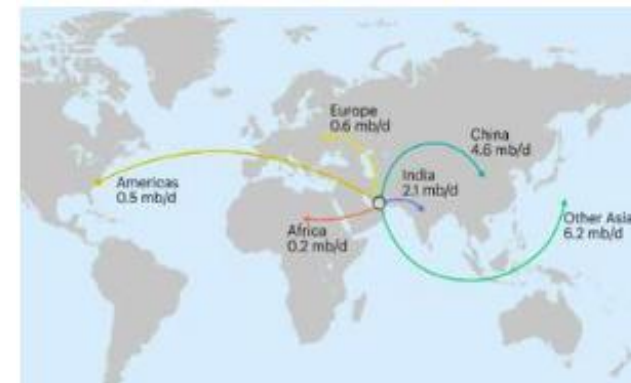 Europe
0.6 mb/d
China
4.6 mb/d
Americas
0.5 mb/d
India
2.1 mb/d
Africa
0.2 mb/d
Other Asia
6.2 mb/d